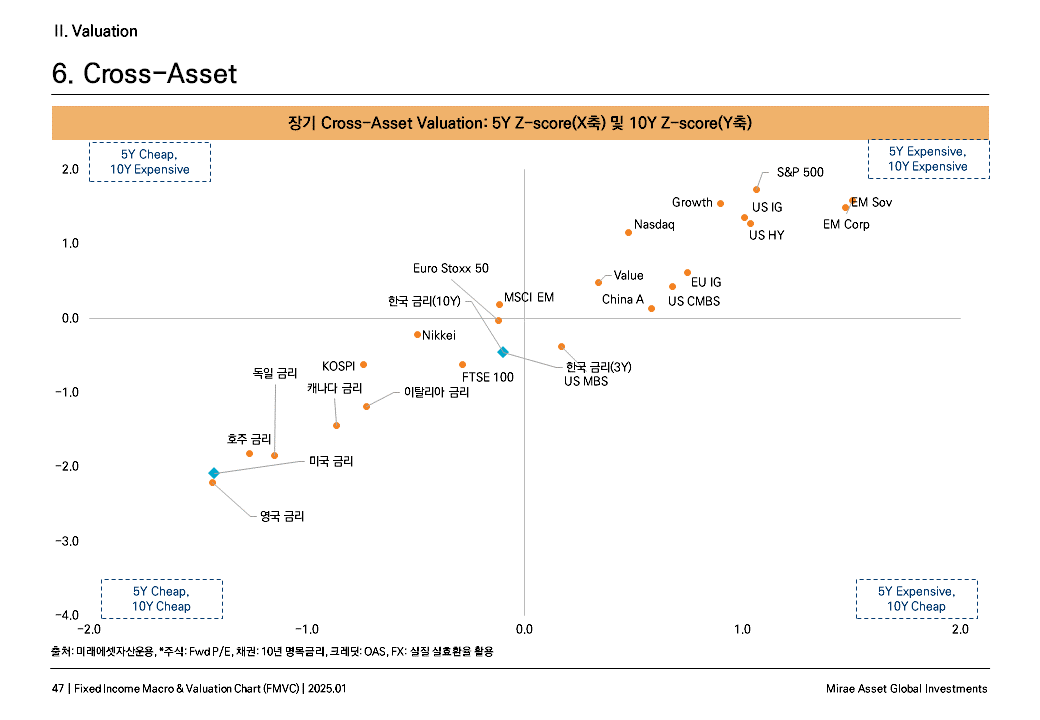 II. Valuation
6. Cross-Asset
장기 Cross-Asset Valuation: 5Y Z-score(X축) 및 10Y Z-score(Y축)
5Y Cheap,
10Y Expensive
5Y Expensive,
10Y Expensive
2.0
1.0
0.0
-1.0
-2.0
-3.0
-4.0
S&P 500
Growth
US IG
EM Sov
EM Corp
Nasdaq
US HY
Euro Stoxx 50
Value
EU IG
한국 금리(10Y)
MSCI EM
China A
US CMBS
Nikkei
KOSPI
한국 금리(3Y)
독일 금리
FTSE 100
US MBS
캐나다 금리
이탈리아 금리
호주 금리
미국 금리
영국 금리
5Y Cheap,
10Y Cheap
5Y Expensive,
10Y Cheap
-2.0
-1.0
0.0
1.0
2.0
출처: 미래에셋자산운용, *주식: Fwd P/E, 채권: 10년 명목금리, 크레딧: OAS, FX: 실질 실효환율 활용
47 | Fixed Income Macro & Valuation Chart (FMVC) | 2025.01
Mirae Asset Global Investments